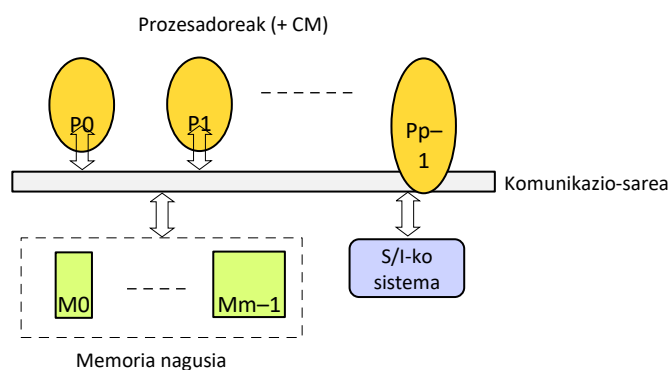 Prozesadoreak (+ CM)
P0
P1
Pp–
1
Komunikazio-sarea
S/I-ko
sistema
M0
Mm–1
Memoria nagusia